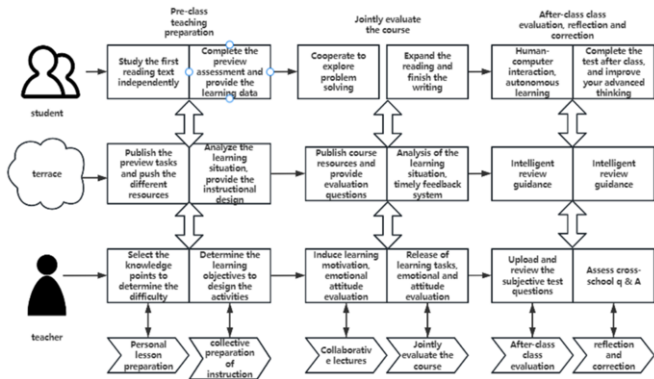 Pre-class
teaching
preparation
Jointly evaluate
the course
After-class class
evaluation, reflection and
correction
student
Study the first
reading text
independently
Complete the
preview
assessment and
provide the
learning data
Cooperate to
explore
problem
solving
Expand the
reading and
finish the
writing
Human-
computer
interaction,
autonomous
learning
Complete the
test after class,
and improve
your advanced
thinking
terrace
Publish the
preview tasks
and push the
different
resources
Analyze the
learning
situation,
provide the
instructional
design
Publish course
resources and
provide
evaluation
questions
Analysis of the
learning
situation,
timely feedback
system
Intelligent
review
guidance
Intelligent
review
guidance
teacher
Select the
knowledge
points to
determine the
difficulty
Determine the
learning
objectives to
design the
activities
Induce learning
motivation,
emotional
attitude
evaluation
Release of
learning tasks,
emotional and
attitude
evaluation
Upload and
review the
subjective test
questions
Assess cross-
school q & A
Personal
lesson
preparation
collective
preparation
of
instruction
Collaborativ
e lectures
Jointly
evaluate the
course
After-class
class
evaluation
reflection
and
correction